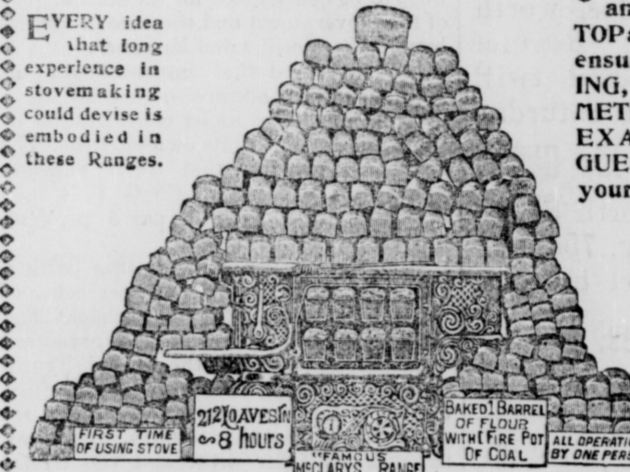 EVERY idea
that long
experience in
stovemaking
could devise is
embodied in
these Ranges.
an
TOP
ensu
ING,
MET
EXA
GUE
your
FIRST TIME
OF USING STOVE
212 LOAVES IN
8 hours
"FAMOUS
McCLARYS RANGE
BAKED 1 BARREL
OF FLOUR
WITH 1 FIRE POT
OF COAL
ALL OPERATI
BY ONE PERS